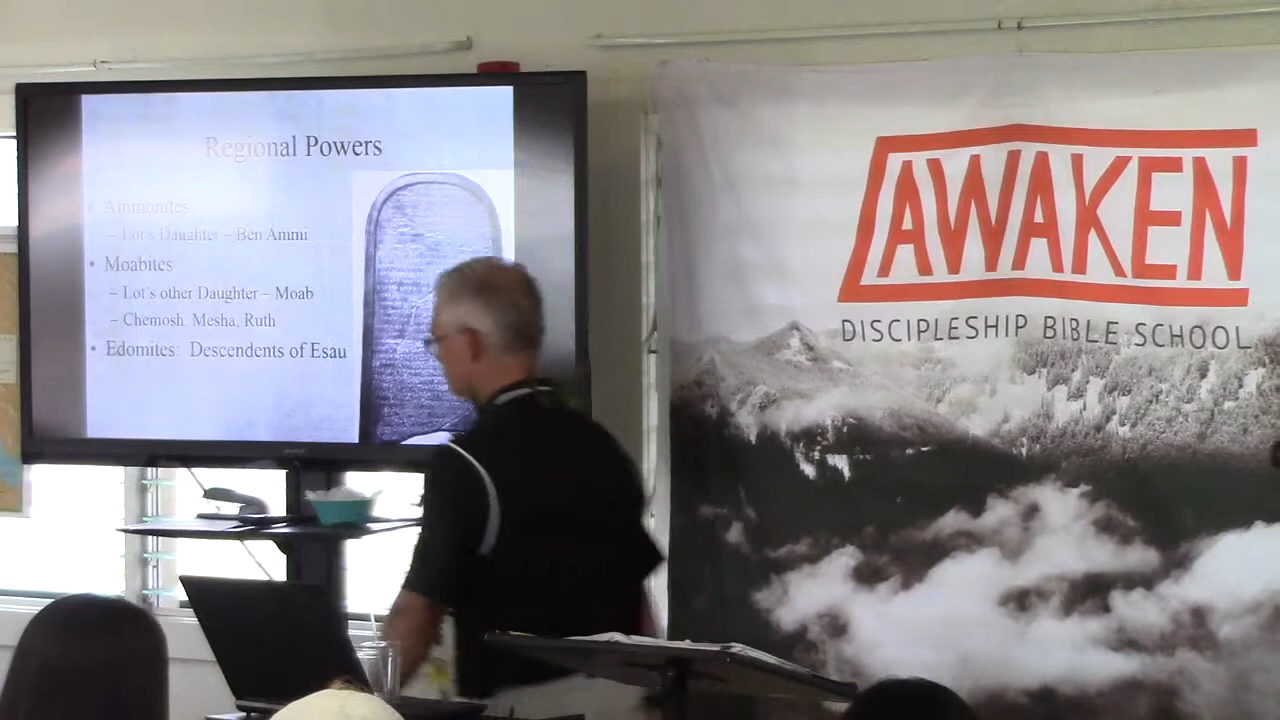 Regional Powers
• Ammonites
– Lot's Daughter – Ben Ammi
• Moabites
– Lot's other Daughter – Moab
– Chemosh, Mesha, Ruth
• Edomites: Descendents of Esau
AWAKEN
DISCIPLESHIP BIBLE SCHOOL